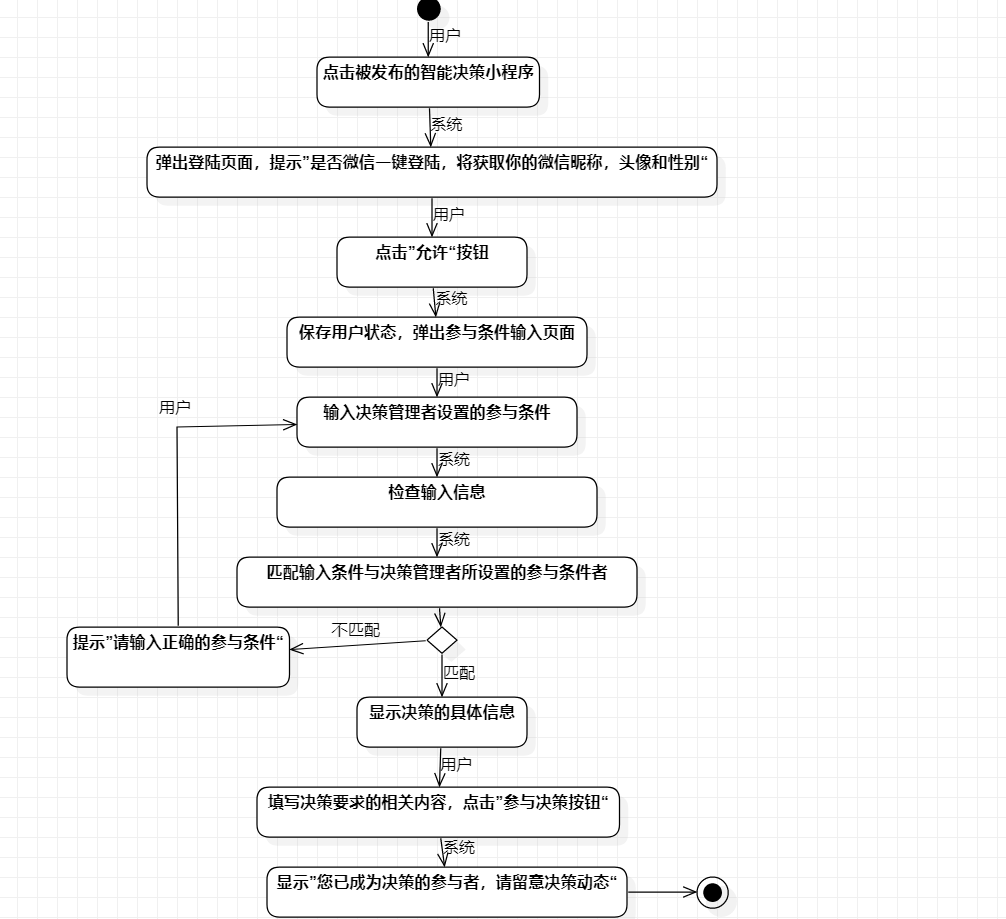 用户
点击被发布的智能决策小程序
系统
弹出登陆页面，提示”是否微信一键登陆，将获取你的微信昵称，头像和性别“
用户
点击”允许“按钮
系统
保存用户状态，弹出参与条件输入页面
用户
用户
输入决策管理者设置的参与条件
系统
检查输入信息
系统
匹配输入条件与决策管理者所设置的参与条件者
不匹配
提示”请输入正确的参与条件“
匹配
显示决策的具体信息
用户
填写决策要求的相关内容，点击”参与决策按钮“
系统
显示”您已成为决策的参与者，请留意决策动态“